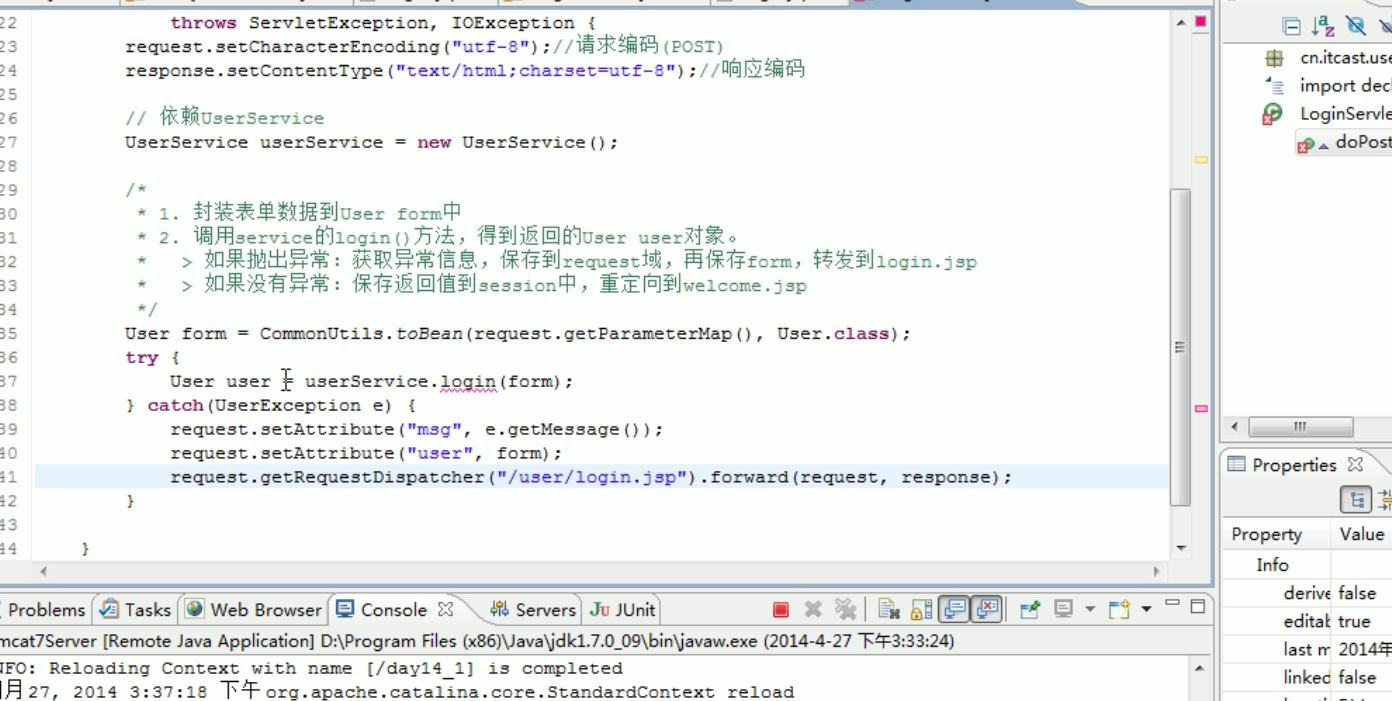 22 throws ServletException, IOException {
23 request.setCharacterEncoding("utf-8");//请求编码(POST)
24 response.setContentType("text/html;charset=utf-8");//响应编码
25
26 // 依赖UserService
27 UserService userService = new UserService();
28
29 /*
30 * 1. 封装表单数据到User form中
31 * 2. 调用service的login()方法，得到返回的User user对象。
32 * > 如果抛出异常：获取异常信息，保存到request域，再保存form，转发到login.jsp
33 * > 如果没有异常：保存返回值到session中，重定向到welcome.jsp
34 */
35 User form = CommonUtils.toBean(request.getParameterMap(), User.class);
36 try {
37 User user = userService.login(form);
38 } catch(UserException e) {
39 request.setAttribute("msg", e.getMessage());
40 request.setAttribute("user", form);
41 request.getRequestDispatcher("/user/login.jsp").forward(request, response);
42 }
43
44 }
cn.itcast.use
import decl
LoginServle
doPost
Properties
Property Value
Info
derive false
editab true
last m 2014年
linked false
Problems Tasks Web Browser Console Servers JUnit
mcat7Server [Remote Java Application] D:\Program Files (x86)\Java\jdk1.7.0_09\bin\javaw.exe (2014-4-27 下午3:33:24)
NFO: Reloading Context with name [/day14_1] is completed
月27, 2014 3:37:18 下午 org.apache.catalina.core.StandardContext reload